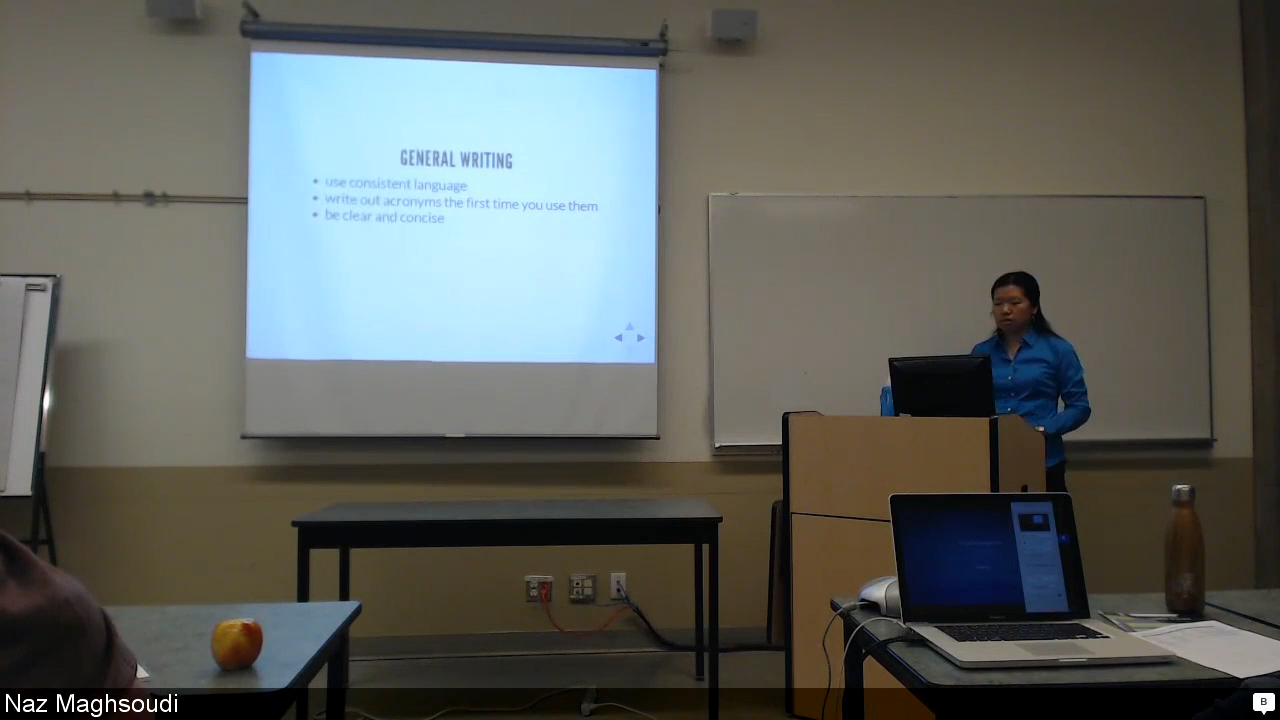 GENERAL WRITING
• use consistent language
• write out acronyms the first time you use them
• be clear and concise
Naz Maghsoudi
B